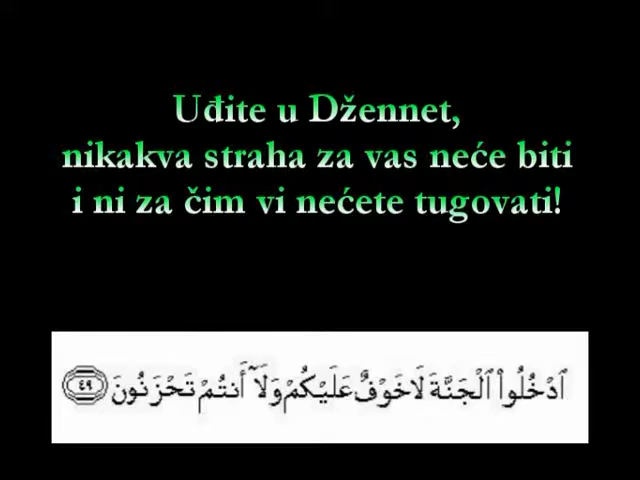 Uđite u Džennet,
nikakva straha za vas neće biti
i ni za čim vi nećete tugovati!
ٱدۡخُلُواْ ٱلۡجَنَّةَ لَا خَوۡفٌ عَلَيۡكُمۡ وَلَآ أَنتُمۡ تَحۡزَنُونَ ٤٩